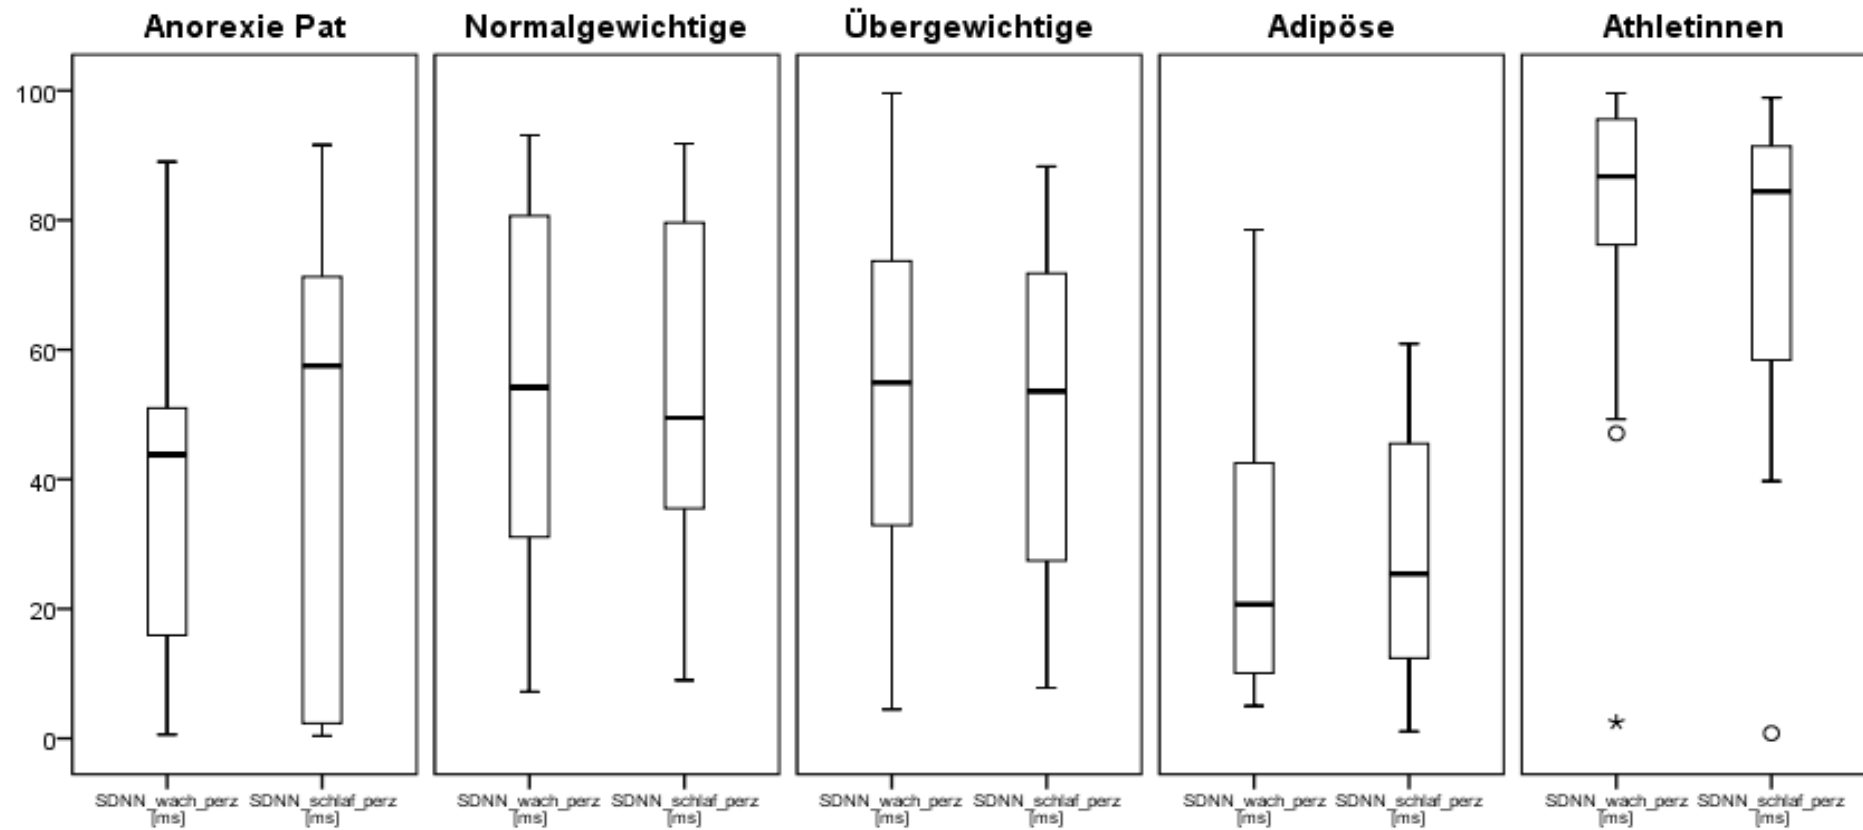 Anorexie Pat Normalgewichtige Übergewichtige Adipöse Athletinnen
100
80
60
40
20
0
SDNN_wach_perz SDNN_schlaf_perz SDNN_wach_perz SDNN_schlaf_perz SDNN_wach_perz SDNN_schlaf_perz SDNN_wach_perz SDNN_schlaf_perz SDNN_wach_perz SDNN_schlaf_perz
[ms] [ms] [ms] [ms] [ms] [ms] [ms] [ms] [ms] [ms]